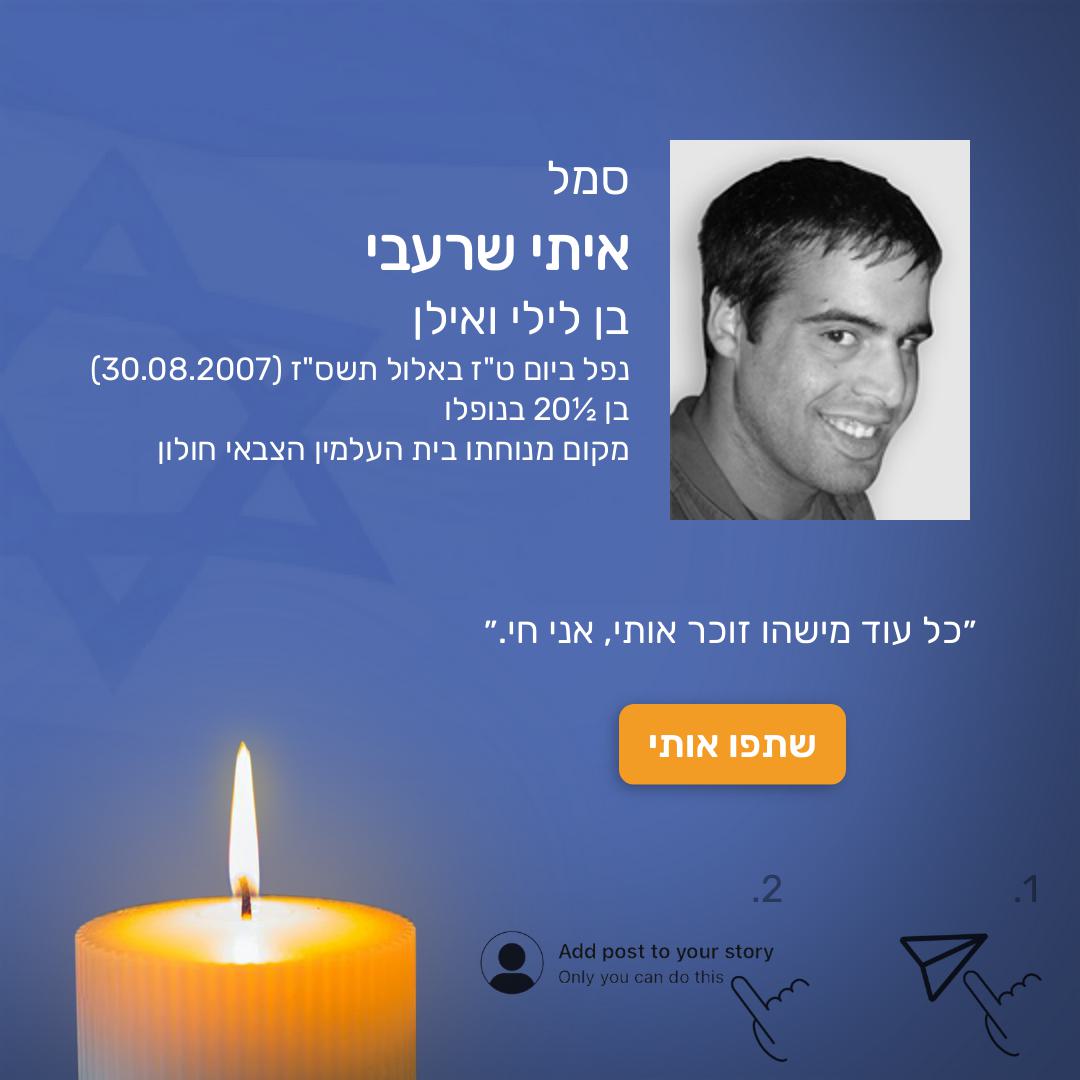 סמל
איתי שרעבי
בן לילי ואילן
נפל ביום ט"ז באלול תשס"ז (30.08.2007)
בן 20½ בנופלו
מקום מנוחתו בית העלמין הצבאי חולון
״כל עוד מישהו זוכר אותי, אני חי.״
שתפו אותי
.1
.2
Add post to your story
Only you can do this